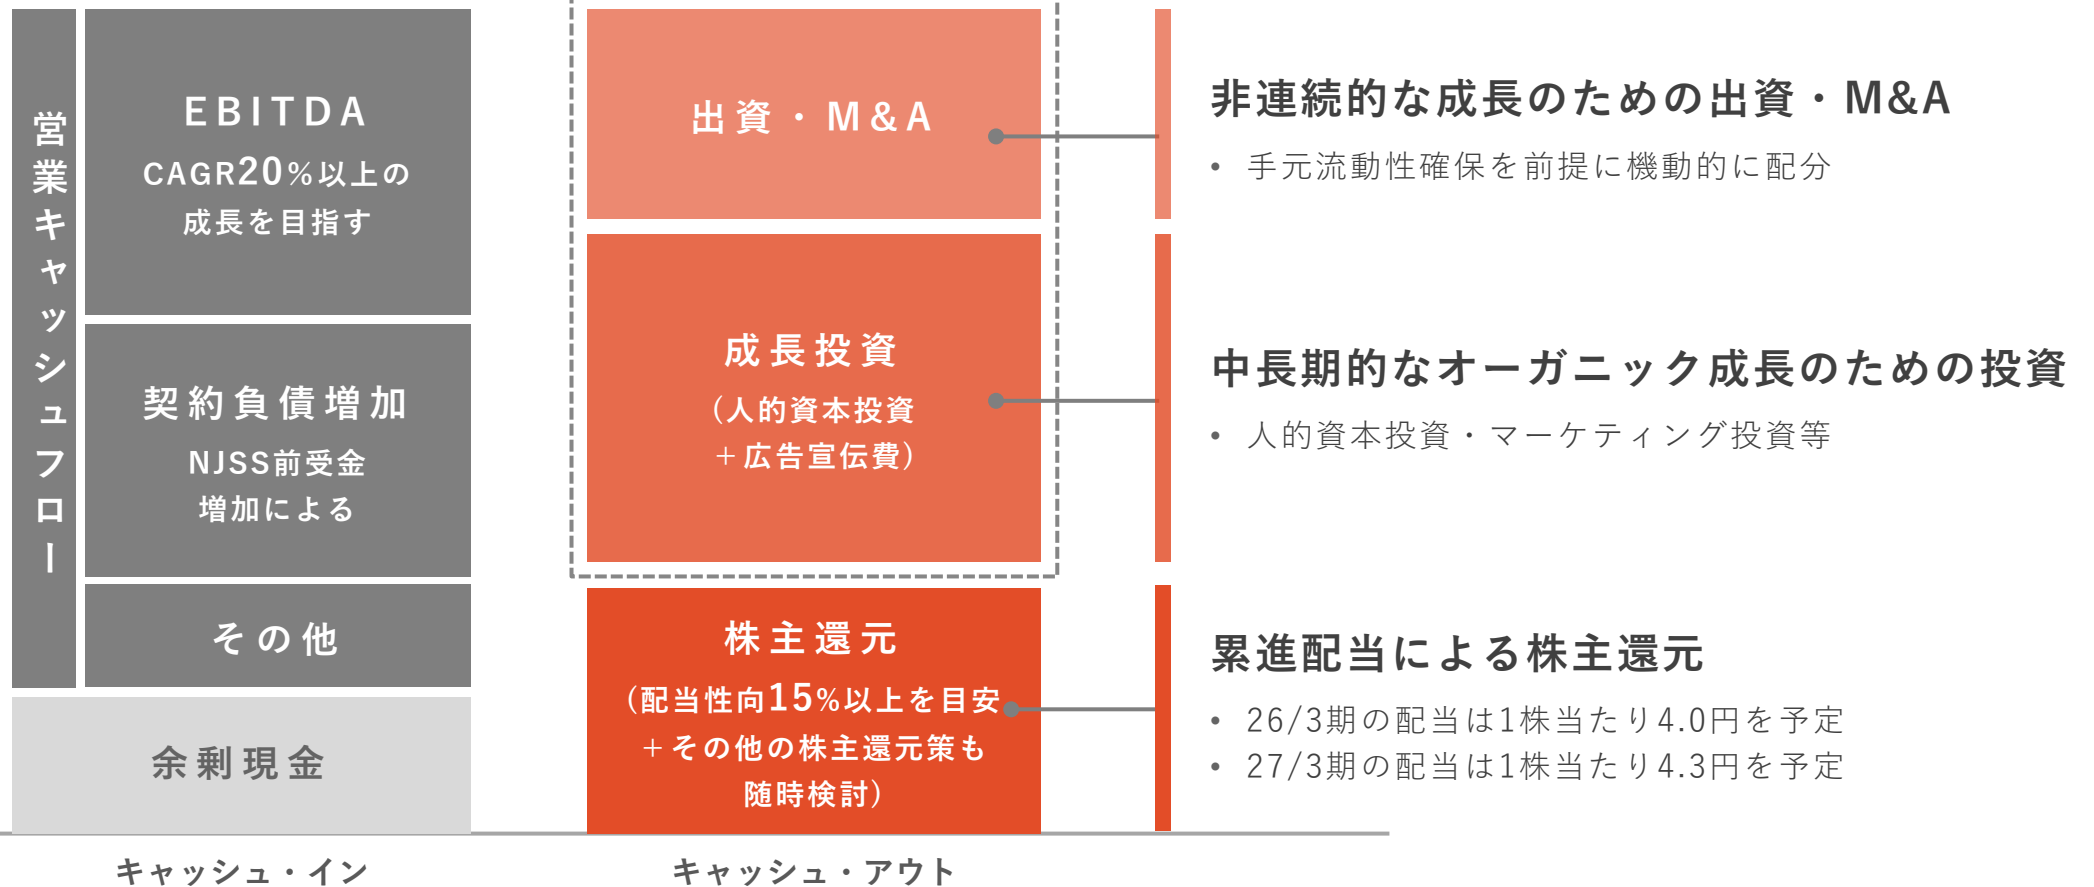 営業キャッシュフロー
EBITDA
CAGR20%以上の
成長を目指す
契約負債増加
NJSS前受金
増加による
その他
余剰現金
キャッシュ・イン
出資・M&A
成長投資
（人的資本投資
＋広告宣伝費）
株主還元
（配当性向15%以上を目安
＋その他の株主還元策も
随時検討）
キャッシュ・アウト
非連続的な成長のための出資・M&A
• 手元流動性確保を前提に機動的に配分
中長期的なオーガニック成長のための投資
• 人的資本投資・マーケティング投資等
累進配当による株主還元
• 26/3期の配当は1株当たり4.0円を予定
• 27/3期の配当は1株当たり4.3円を予定